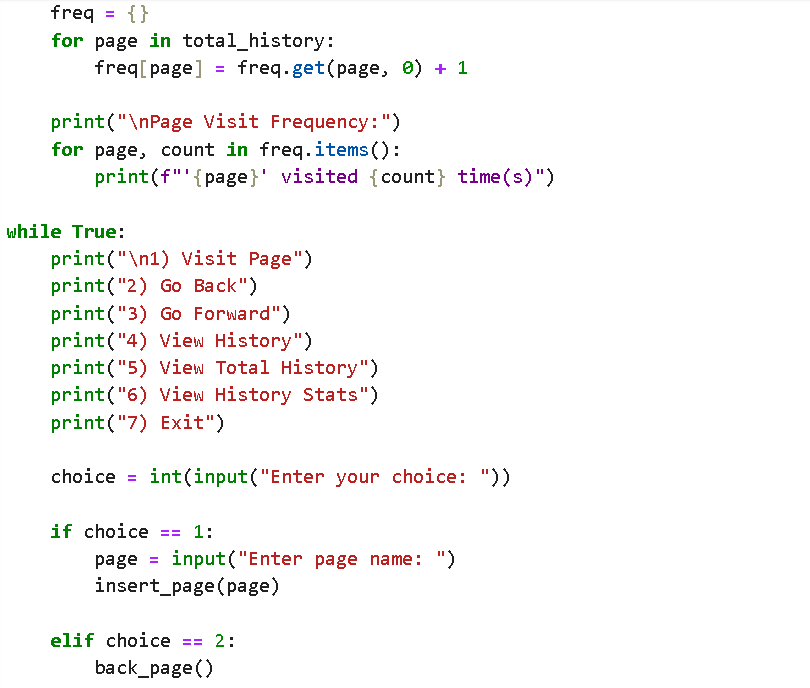 freq = {}
    for page in total_history:
        freq[page] = freq.get(page, 0) + 1

    print("\nPage Visit Frequency:")
    for page, count in freq.items():
        print(f"'{page}' visited {count} time(s)")

while True:
    print("\n1) Visit Page")
    print("2) Go Back")
    print("3) Go Forward")
    print("4) View History")
    print("5) View Total History")
    print("6) View History Stats")
    print("7) Exit")

    choice = int(input("Enter your choice: "))

    if choice == 1:
        page = input("Enter page name: ")
        insert_page(page)

    elif choice == 2:
        back_page()